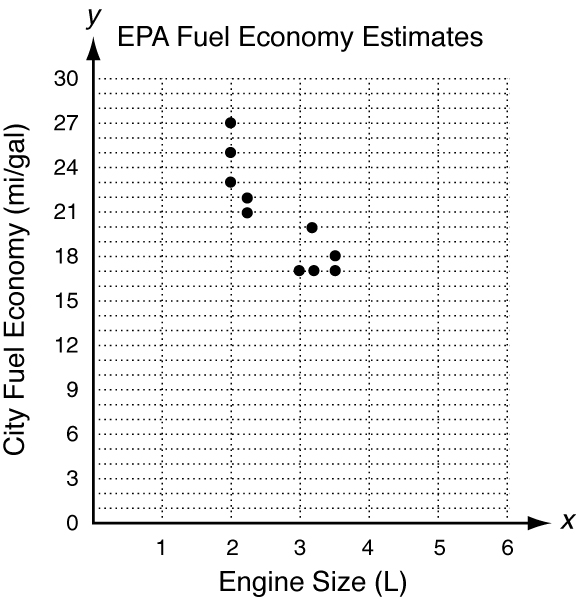 y
EPA Fuel Economy Estimates
City Fuel Economy (mi/gal)
30
27
24
21
18
15
12
9
6
3
0
1 2 3 4 5 6
x
Engine Size (L)